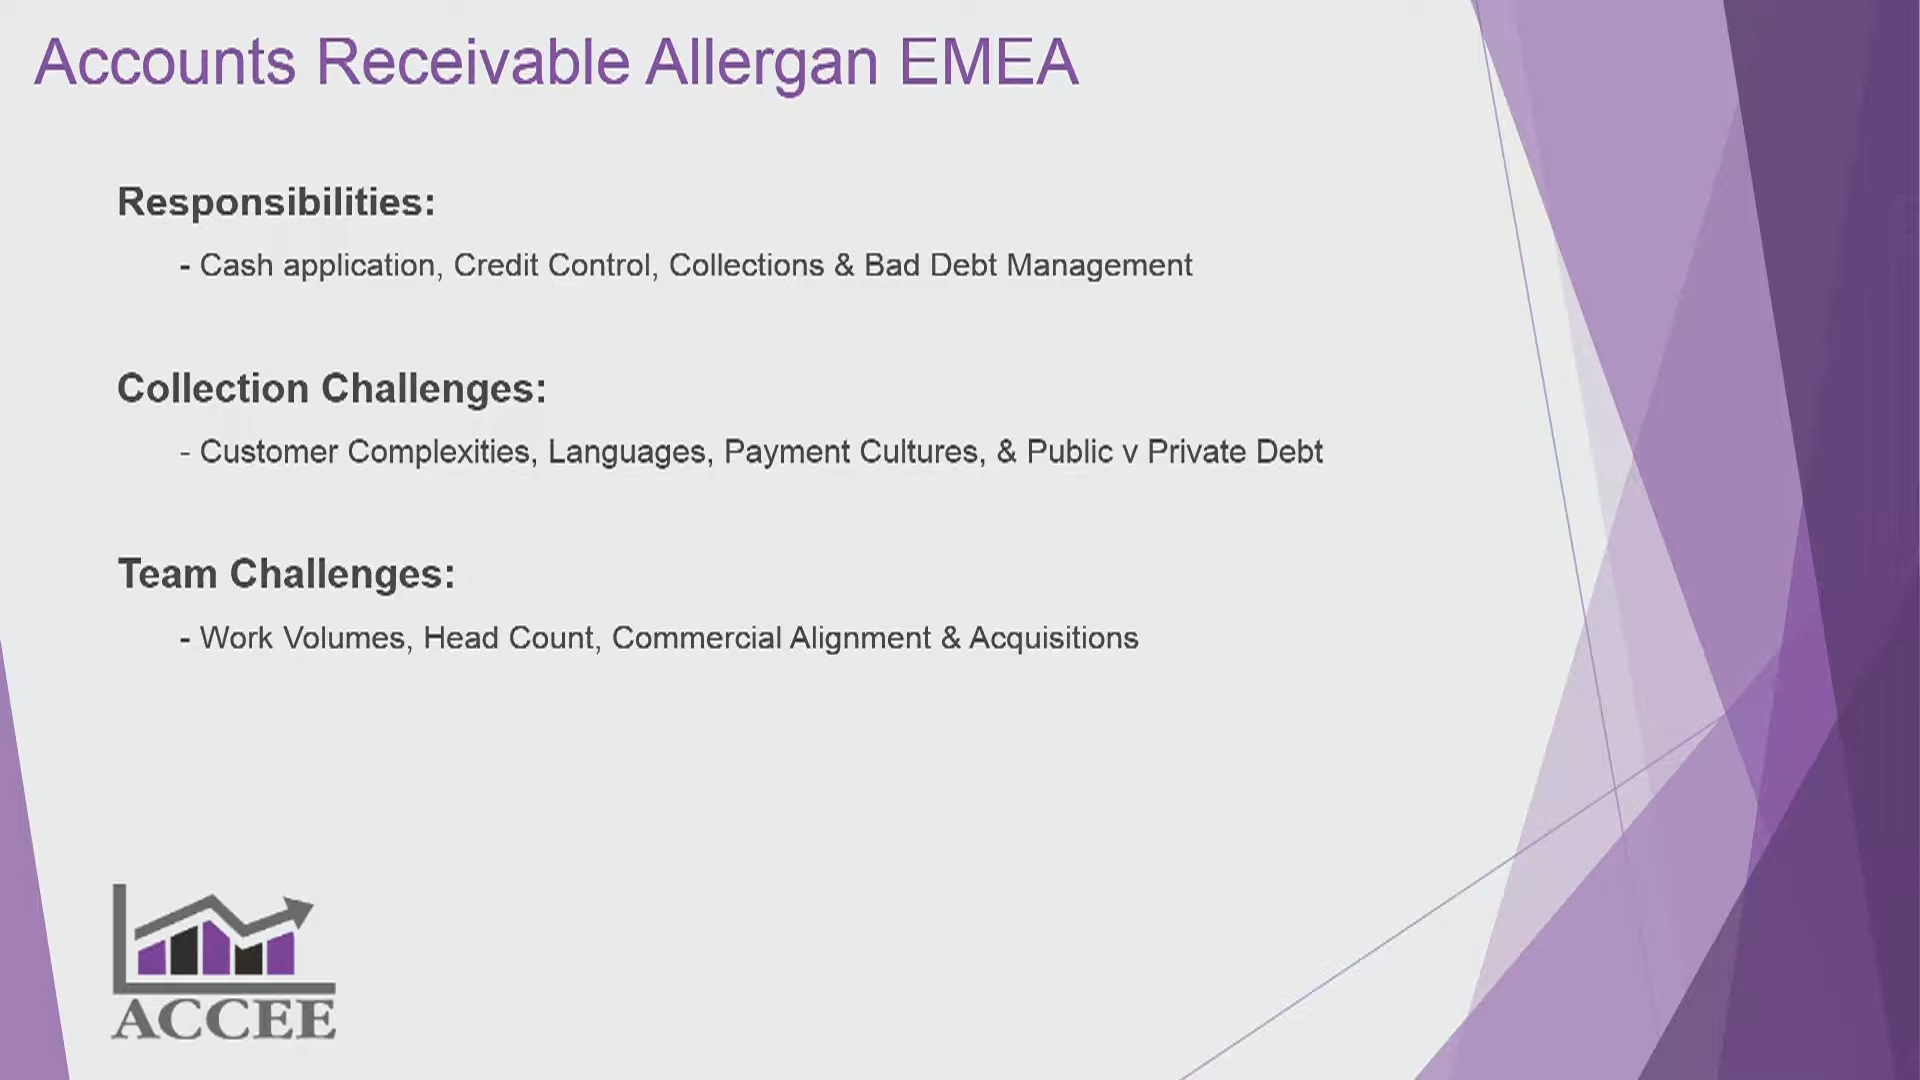 Accounts Receivable Allergan EMEA
Responsibilities:
- Cash application, Credit Control, Collections & Bad Debt Management
Collection Challenges:
- Customer Complexities, Languages, Payment Cultures, & Public v Private Debt
Team Challenges:
- Work Volumes, Head Count, Commercial Alignment & Acquisitions
ACCEE